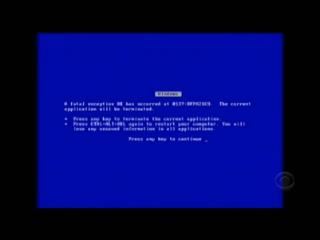 Windows
A fatal exception 0E has occurred at The current
application will be terminated.
* Press any key to terminate the current application.
* Press CTRL+ALT+DEL again to restart your computer. You will
lose any unsaved information in all applications.
Press any key to continue _